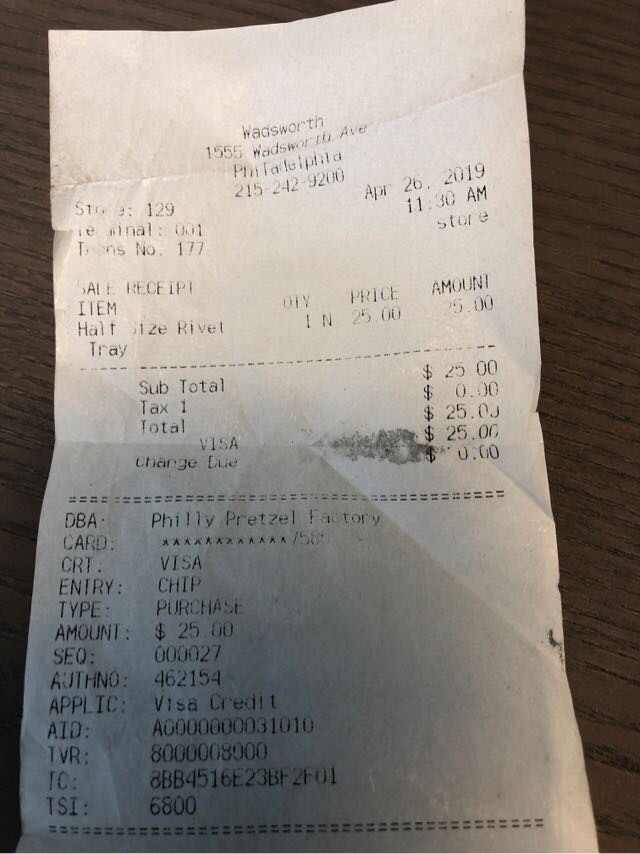 Wadsworth
1555 Wadsworth Ave
Philadelphia
215-242-9200
Apr 26, 2019
11:30 AM
store
129
001
No. 177
SALE RECEIPT
ITEM QTY PRICE AMOUNT
Half Size Rivet 1 N 25.00 25.00
Tray
Sub Total $ 25.00
Tax 1 $ 0.00
Total $ 25.00
VISA $ 25.00
Change Due $ 0.00
DBA: Philly Pretzel Factory
CARD:
CRT: VISA
ENTRY: CHIP
TYPE: PURCHASE
AMOUNT: $ 25.00
SEQ: 000027
AUTHNO: 462154
APPLIC: Visa Credit
AID: A0000000031010
TVR: 8000008000
TC: 8BB4516E23BF2F01
TSI: 6800